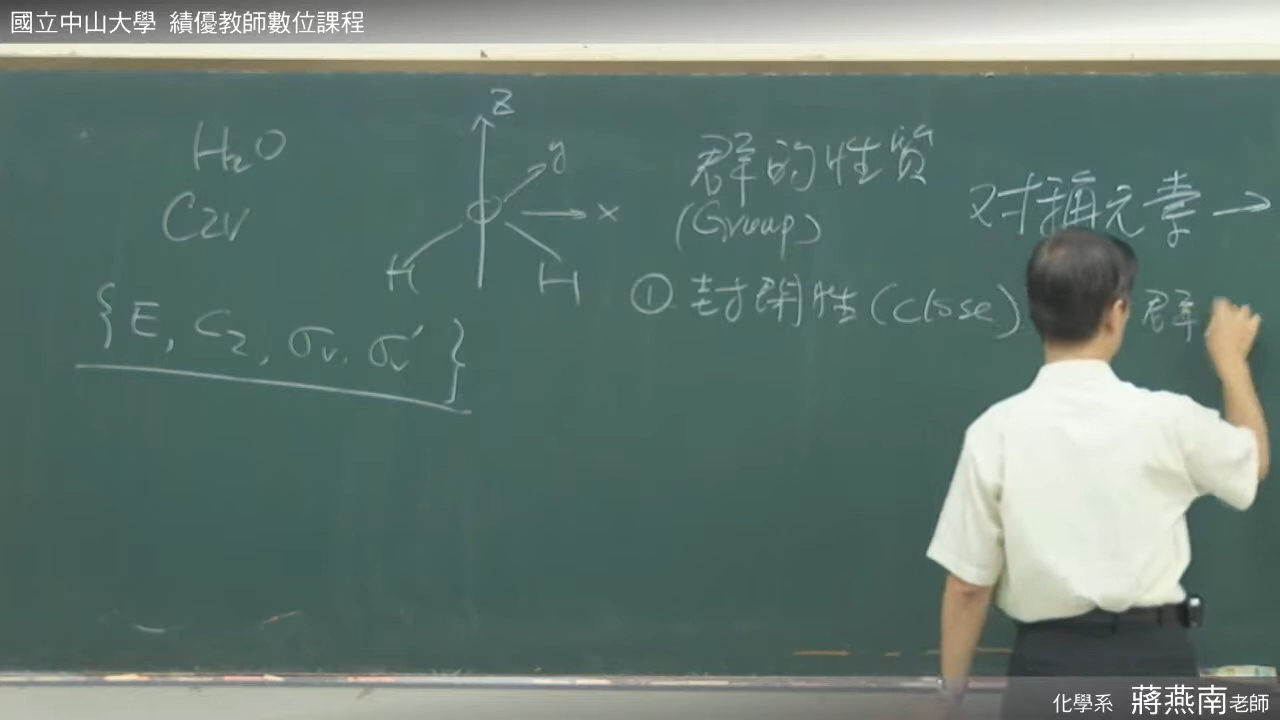 國立中山大學 績優教師數位課程
H₂O
C2v
{E, C₂, σv, σv′}
z
y
x
H
H
群的性質
(Group)
① 封閉性(close)
对稱元素→
群
化學系 蔣燕南老師